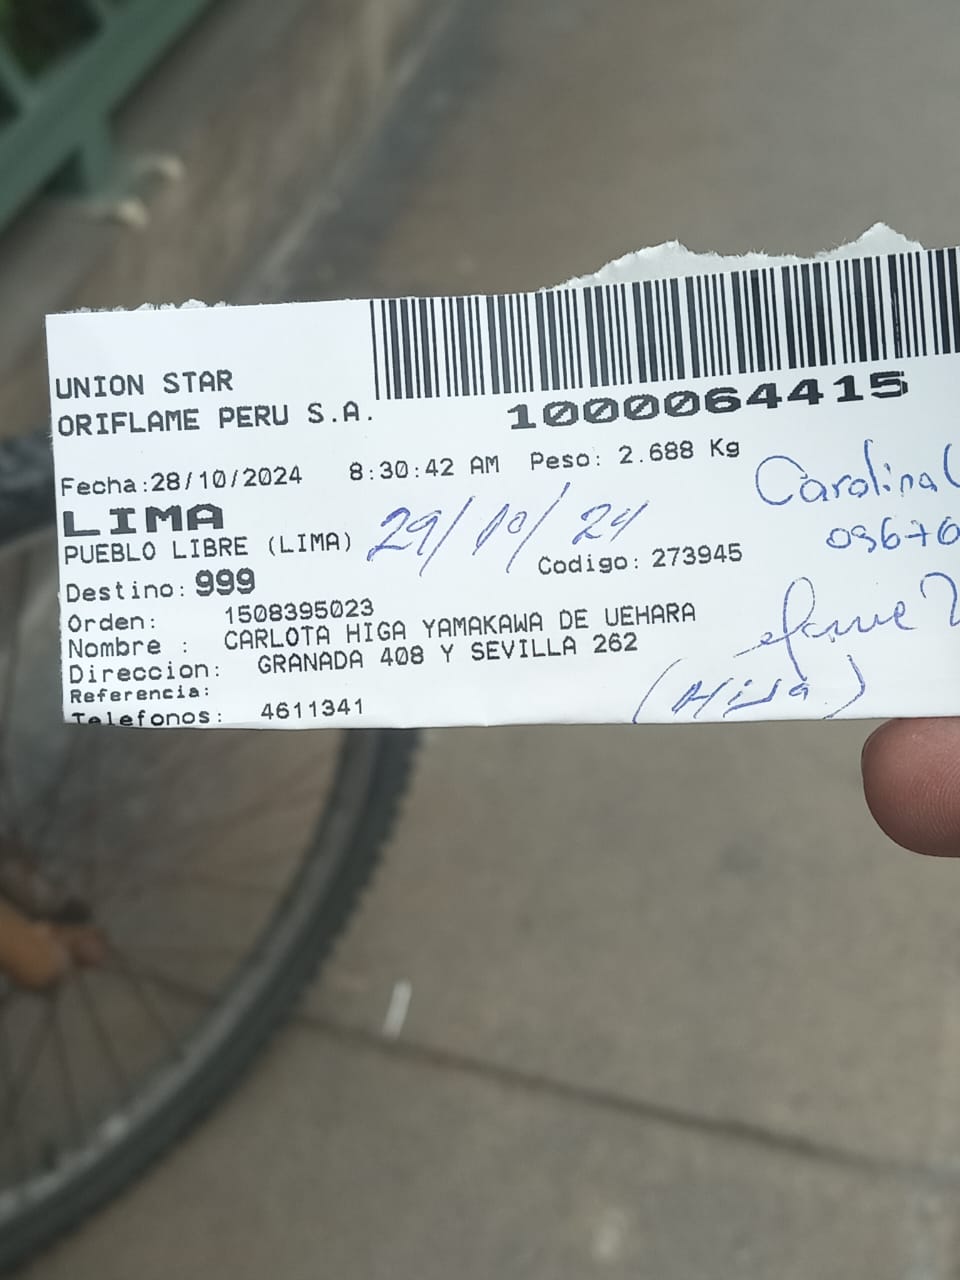 UNION STAR
ORIFLAME PERU S.A.
1000064415
Fecha:28/10/2024 8:30:42 AM Peso: 2.688 Kg
LIMA
PUEBLO LIBRE (LIMA)
29/10/24
Carolina
Codigo: 273945
Destino: 999
Orden: 1508395023
Nombre : CARLOTA HIGA YAMAKAWA DE UEHARA
Direccion: GRANADA 408 Y SEVILLA 262
Referencia:
Telefonos: 4611341
(Hija)